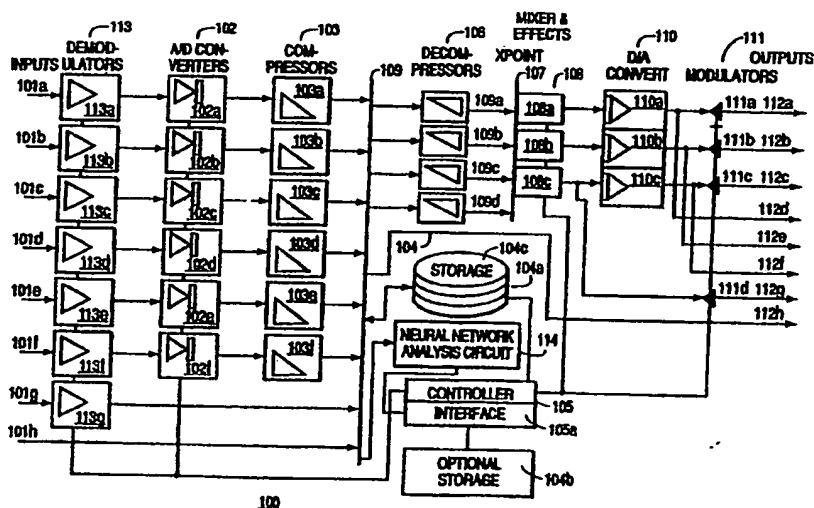 113
102
103
106
MIXER &
EFFECTS
110
111
DEMOD-
ULATORS
A/D CON-
VERTERS
COM-
PRESSORS
DECOM-
PRESSORS
XPOINT
D/A
CONVERT
MODULATORS
INPUTS
OUTPUTS
109
107
108
101a
113a
102a
103a
109a
108a
110a
111a 112a
101b
113b
102b
103b
109b
108b
110b
111b 112b
101c
113c
102c
103c
109c
108c
110c
111c 112c
109d
112d
101d
113d
102d
103d
104
104c
STORAGE
104a
112e
112f
101e
113e
102e
103e
111d 112g
112h
NEURAL NETWORK
ANALYSIS CIRCUIT
114
101f
113f
102f
103f
CONTROLLER
105
INTERFACE
105a
101g
113g
101h
OPTIONAL
STORAGE
104b
100